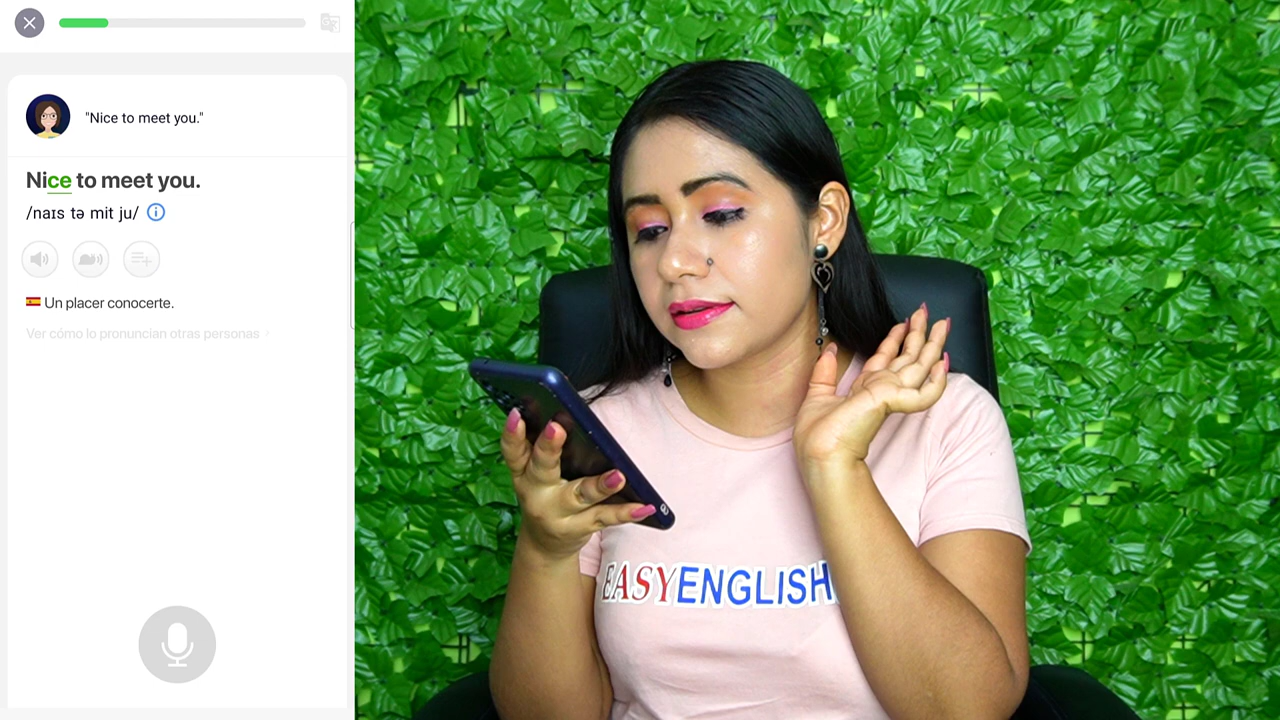 "Nice to meet you."
Nice to meet you.
/naɪs tə mit ju/
Un placer conocerte.
Ver cómo lo pronuncian otras personas
EASYENGLISH